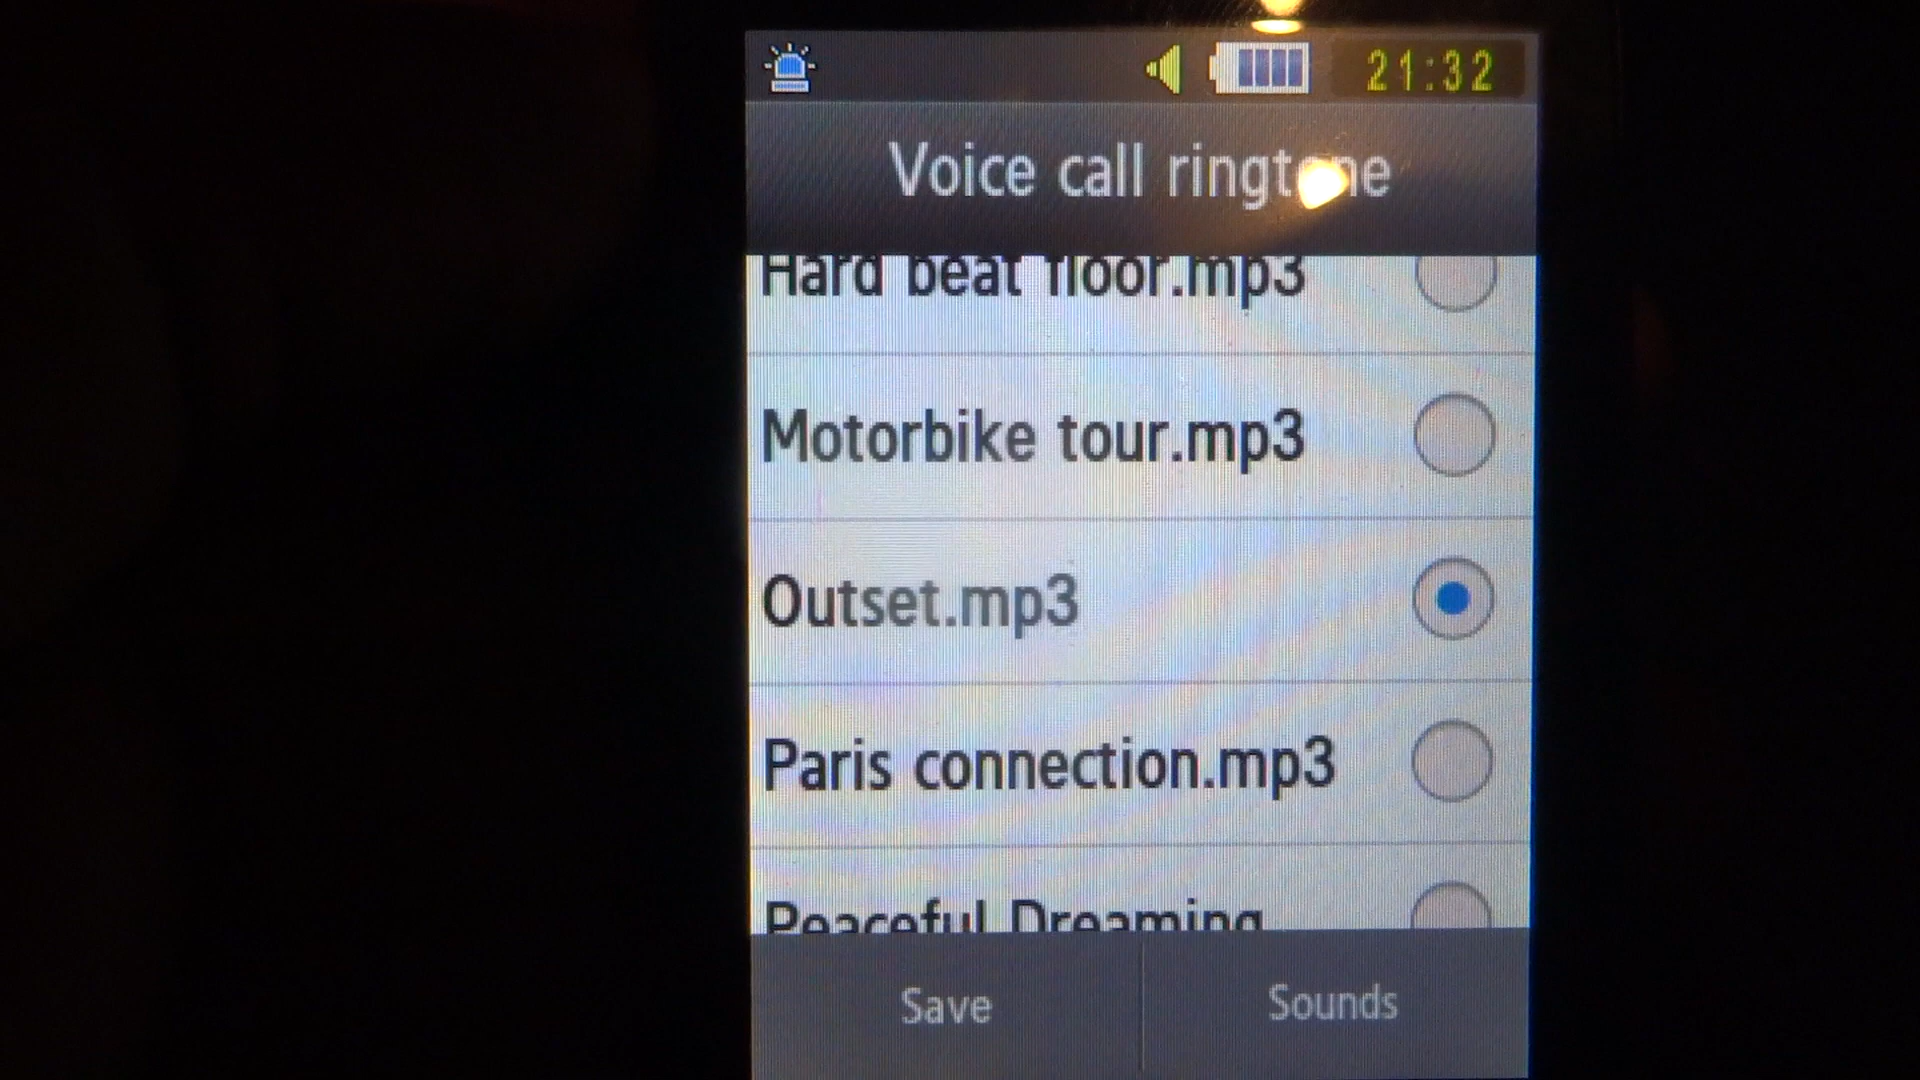 21:32
Voice call ringtone
Hard beat floor.mp3
Motorbike tour.mp3
Outset.mp3
Paris connection.mp3
Peaceful Dreaming
Save
Sounds